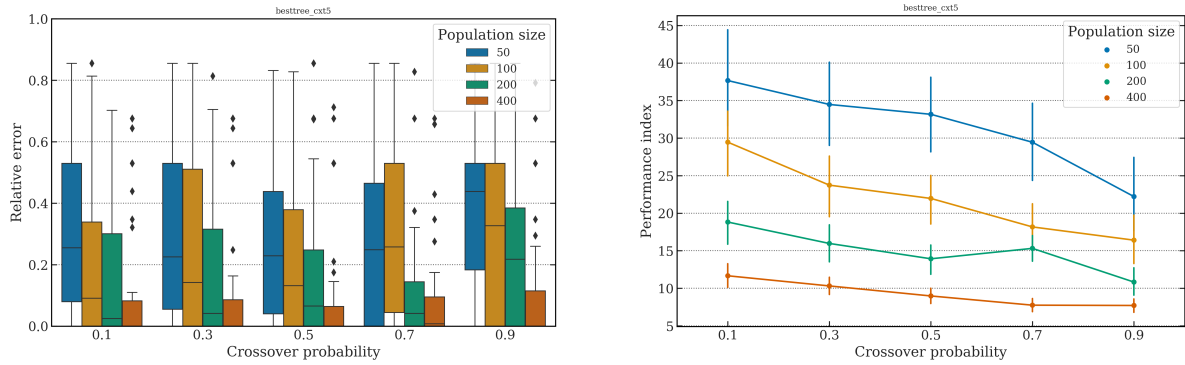 besttree_cxt5
1.0
0.8
0.6
0.4
0.2
0.0
Relative error
Population size
50
100
200
400
0.1 0.3 0.5 0.7 0.9
Crossover probability
besttree_cxt5
45
40
35
30
25
20
15
10
5
Performance index
Population size
50
100
200
400
0.1 0.3 0.5 0.7 0.9
Crossover probability